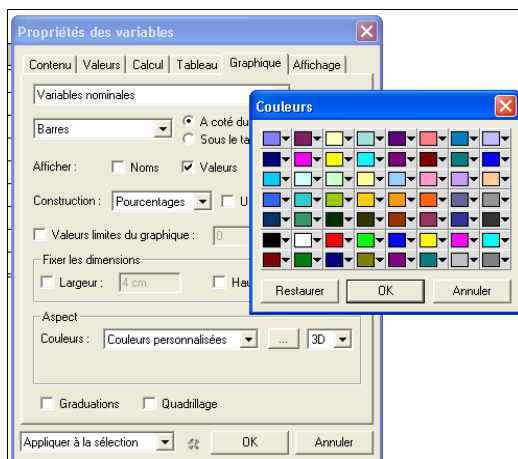 Propriétés des variables
Contenu Valeurs Calcul Tableau Graphique Affichage
Variables nominales
Barres
A coté du
Sous le ta
Afficher : Noms Valeurs
Construction : Pourcentages U
Valeurs limites du graphique : 0
Fixer les dimensions
Largeur : 4 cm Hau
Aspect
Couleurs : Couleurs personnalisées ... 3D
Graduations Quadrillage
Appliquer à la sélection OK Annuler
Couleurs
Restaurer OK Annuler